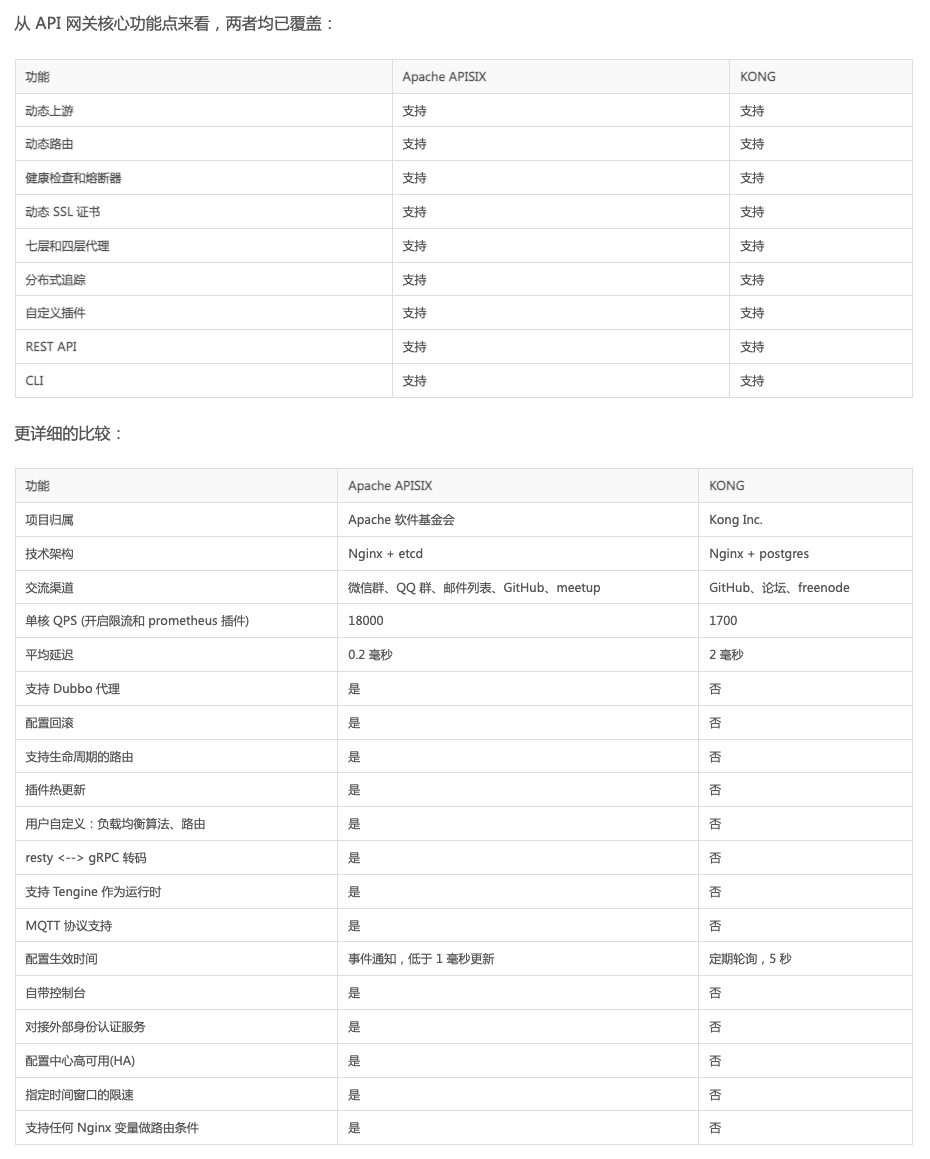 从 API 网关核心功能点来看，两者均已覆盖：
功能 Apache APISIX KONG
动态上游 支持 支持
动态路由 支持 支持
健康检查和熔断器 支持 支持
动态 SSL 证书 支持 支持
七层和四层代理 支持 支持
分布式追踪 支持 支持
自定义插件 支持 支持
REST API 支持 支持
CLI 支持 支持
更详细的比较：
功能 Apache APISIX KONG
项目归属 Apache 软件基金会 Kong Inc.
技术架构 Nginx + etcd Nginx + postgres
交流渠道 微信群、QQ 群、邮件列表、GitHub、meetup GitHub、论坛、freenode
单核 QPS (开启限流和 prometheus 插件) 18000 1700
平均延迟 0.2 毫秒 2 毫秒
支持 Dubbo 代理 是 否
配置回滚 是 否
支持生命周期的路由 是 否
插件热更新 是 否
用户自定义：负载均衡算法、路由 是 否
resty <--> gRPC 转码 是 否
支持 Tengine 作为运行时 是 否
MQTT 协议支持 是 否
配置生效时间 事件通知，低于 1 毫秒更新 定期轮询，5 秒
自带控制台 是 否
对接外部身份认证服务 是 否
配置中心高可用(HA) 是 否
指定时间窗口的限速 是 否
支持任何 Nginx 变量做路由条件 是 否